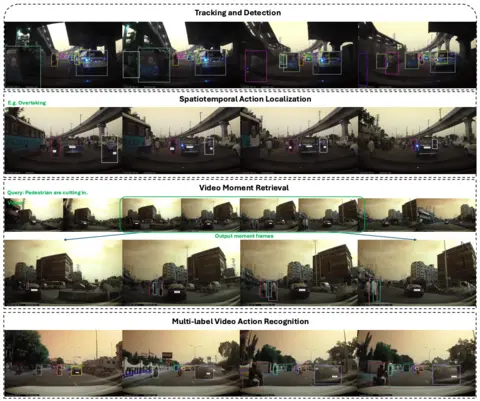 Tracking and Detection
Spatiotemporal Action Localization
E.g. Overtaking
Video Moment Retrieval
Query: Pedestrian are cutting in.
Output moment frames
Multi-label Video Action Recognition